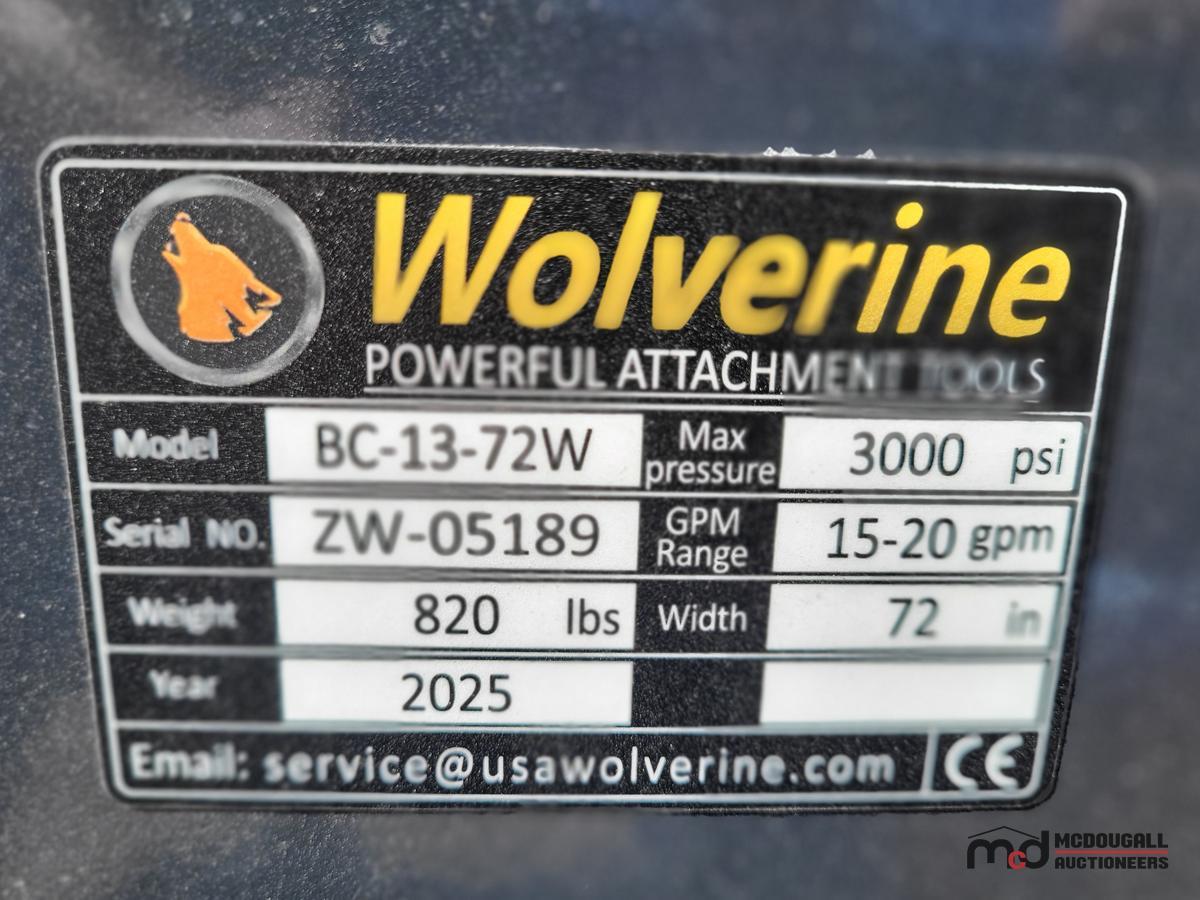 Wolverine
POWERFUL ATTACHMENT TOOLS
Model BC-13-72W Max pressure 3000 psi
Serial NO. ZW-05189 GPM Range 15-20 gpm
Weight 820 lbs Width 72 in
Year 2025
Email: service@usawolverine.com CE
mcd MCDOUGALL
AUCTIONEERS